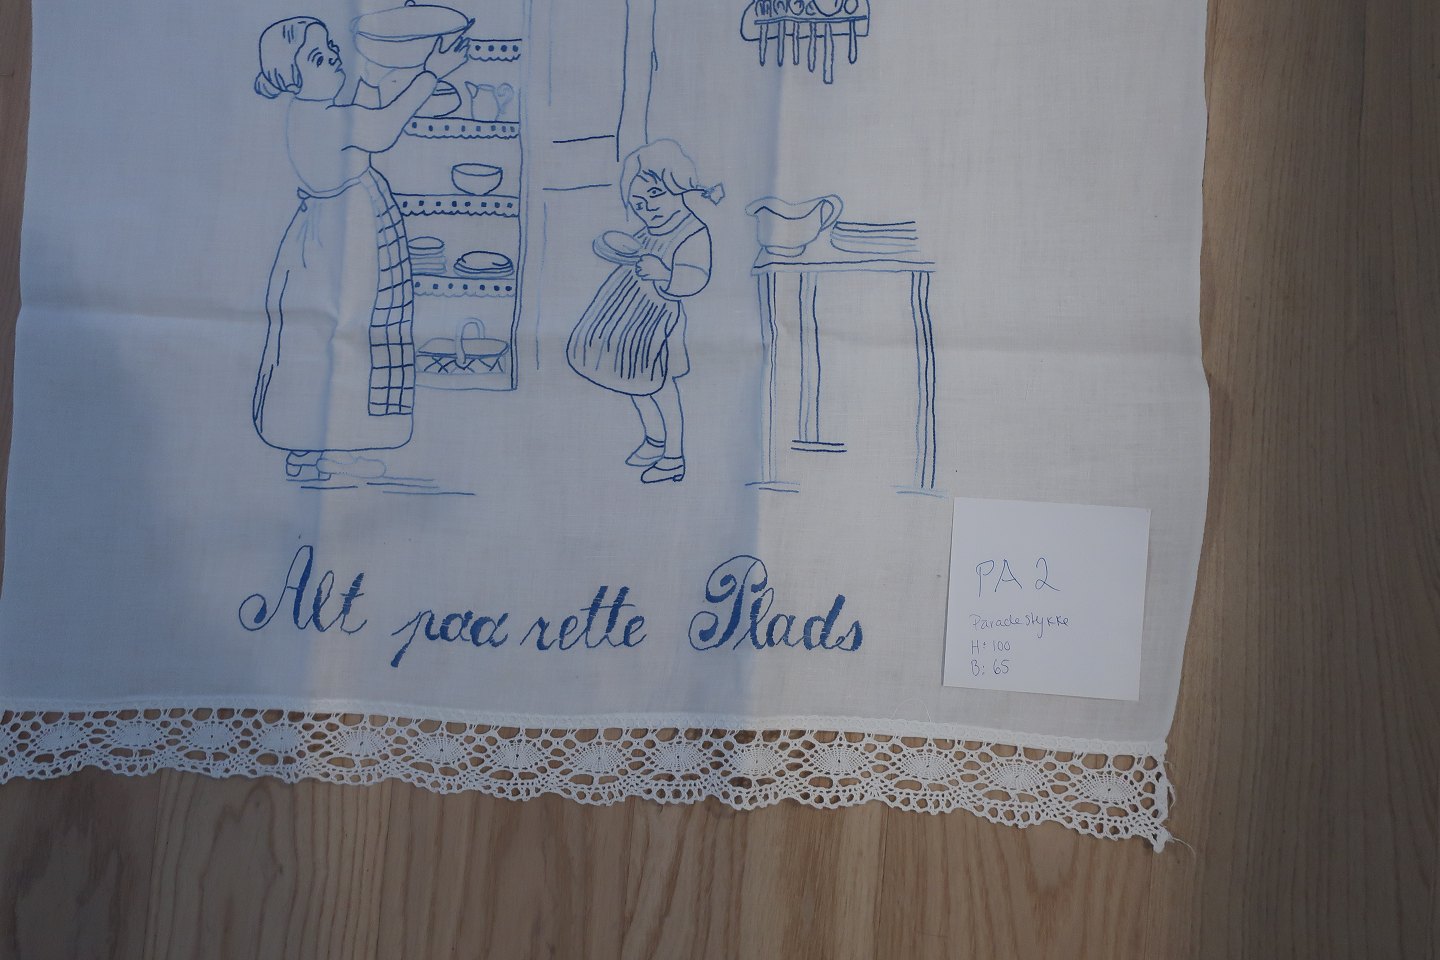 Alt paa rette Plads
PA 2
Paradestykke
H: 100
B: 65